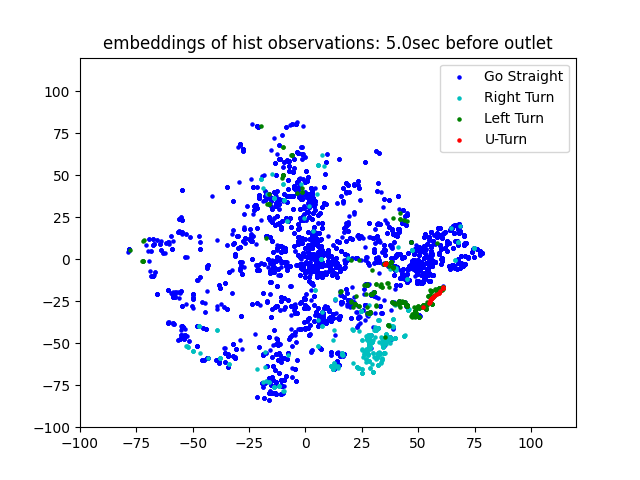 embeddings of hist observations: 5.0sec before outlet
Go Straight
Right Turn
Left Turn
U-Turn
100
75
50
25
0
−25
−50
−75
−100
−100 −75 −50 −25 0 25 50 75 100